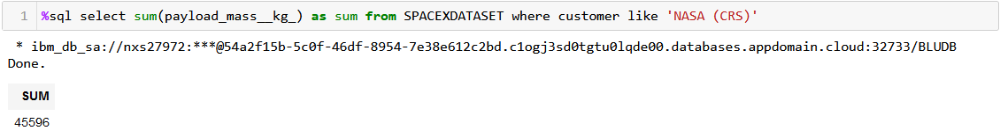 1 %sql select sum(payload_mass__kg_) as sum from SPACEXDATASET where customer like 'NASA (CRS)'
* ibm_db_sa://nxs27972:***@54a2f15b-5c0f-46df-8954-7e38e612c2bd.c1ogj3sd0tgtu0lqde00.databases.appdomain.cloud:32733/BLUDB
Done.
SUM
45596